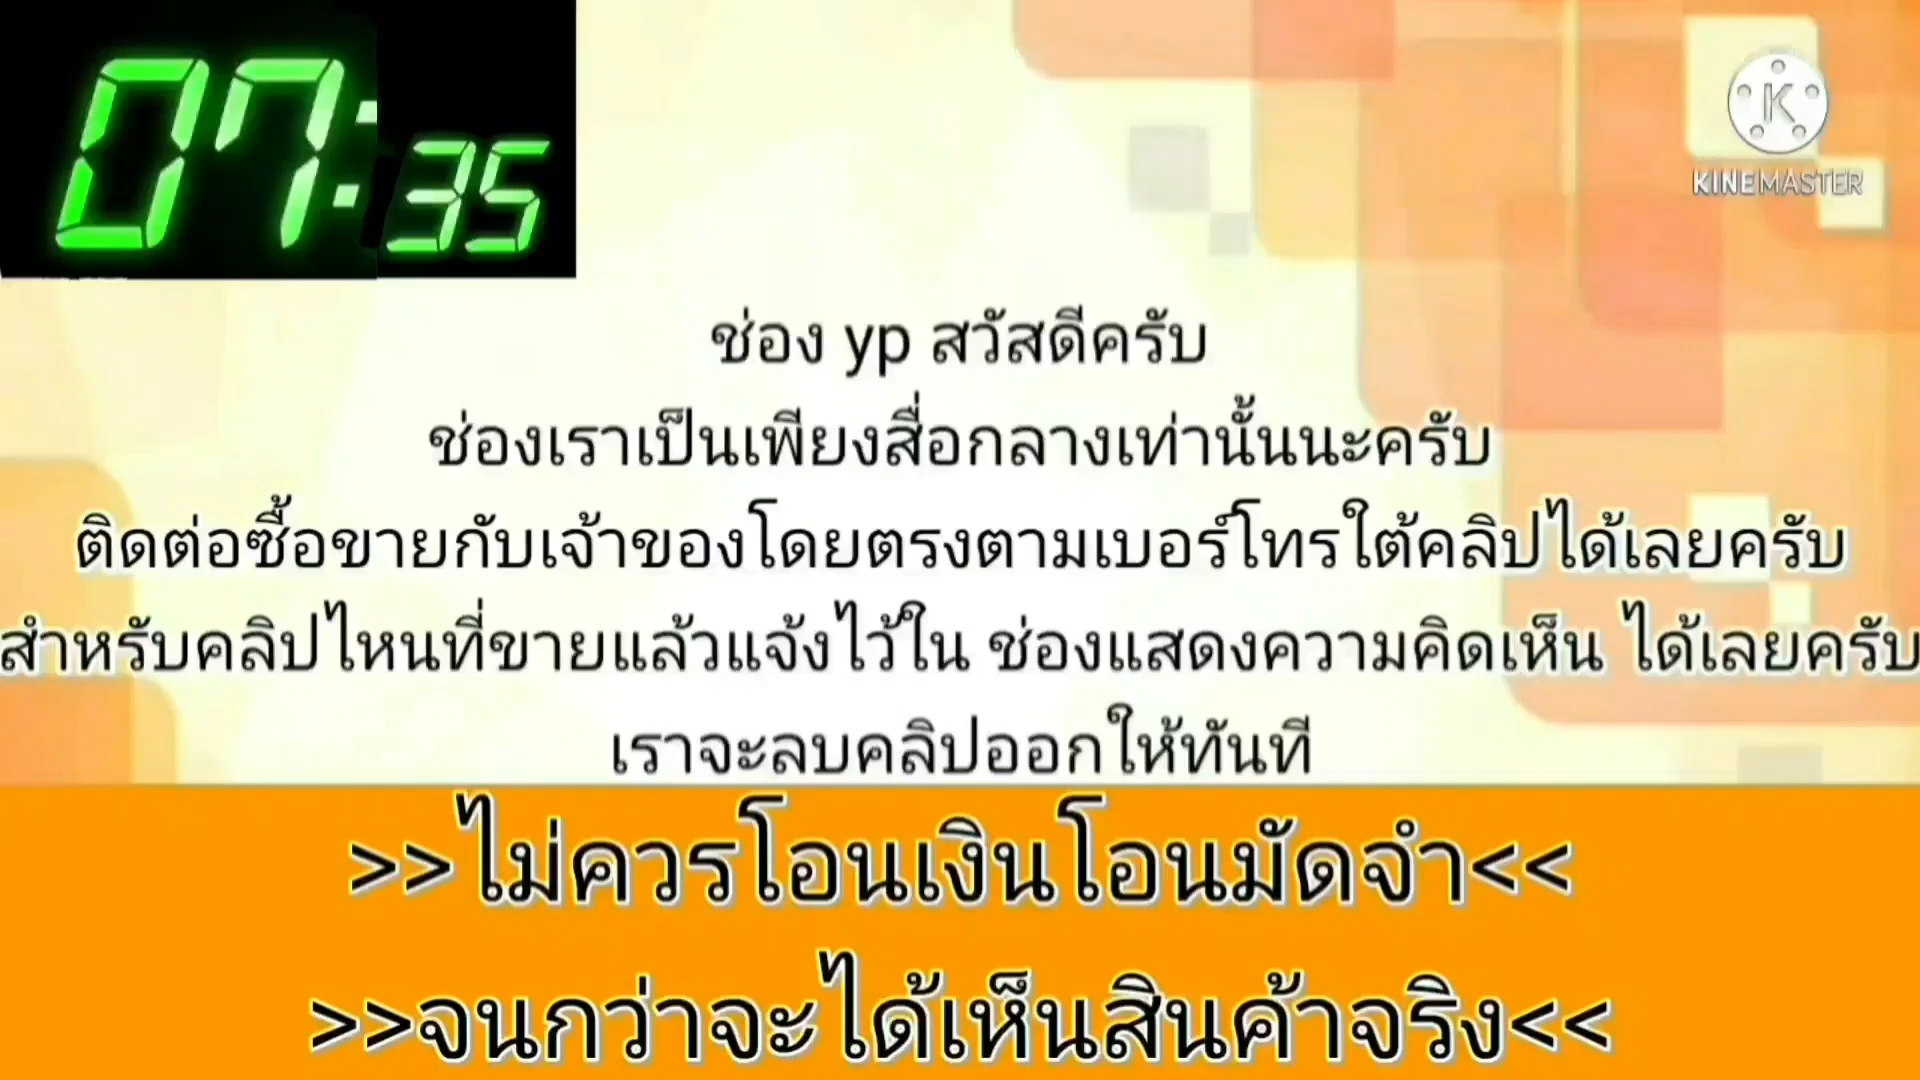 07:35
KINEMASTER
ช่อง yp สวัสดีครับ
ช่องเราเป็นเพียงสื่อกลางเท่านั้นนะครับ
ติดต่อซื้อขายกับเจ้าของโดยตรงตามเบอร์โทรใต้คลิปได้เลยครับ
สำหรับคลิปไหนที่ขายแล้วแจ้งไว้ใน ช่องแสดงความคิดเห็น ได้เลยครับ
เราจะลบคลิปออกให้ทันที
>>ไม่ควรโอนเงินโอนมัดจำ<<
>>จนกว่าจะได้เห็นสินค้าจริง<<